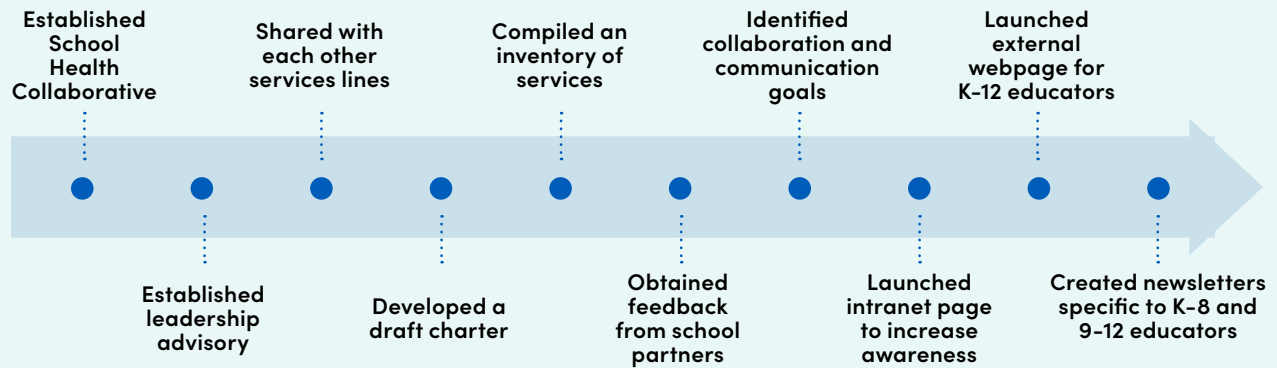 Established
School
Health
Collaborative
Established
leadership
advisory
Shared with
each other
services lines
Developed a
draft charter
Compiled an
inventory of
services
Obtained
feedback
from school
partners
Identified
collaboration and
communication
goals
Launched
intranet page
to increase
awareness
Launched
external
webpage for
K-12 educators
Created newsletters
specific to K-8 and
9-12 educators